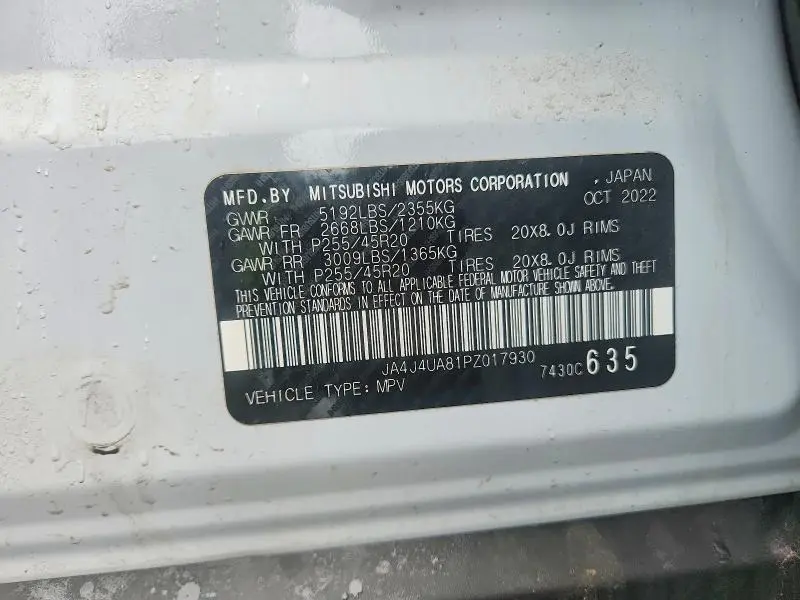 MFD.BY MITSUBISHI MOTORS CORPORATION , JAPAN
GVWR 5192LBS/2355KG OCT 2022
GAWR FR 2668LBS/1210KG
WITH P255/45R20 TIRES 20X8.0J RIMS
GAWR RR 3009LBS/1365KG
WITH P255/45R20 TIRES 20X8.0J RIMS
THIS VEHICLE CONFORMS TO ALL APPLICABLE FEDERAL MOTOR VEHICLE SAFETY AND THEFT
PREVENTION STANDARDS IN EFFECT ON THE DATE OF MANUFACTURE SHOWN ABOVE.
JA4J4UA81PZ017930
7430C 635
VEHICLE TYPE: MPV